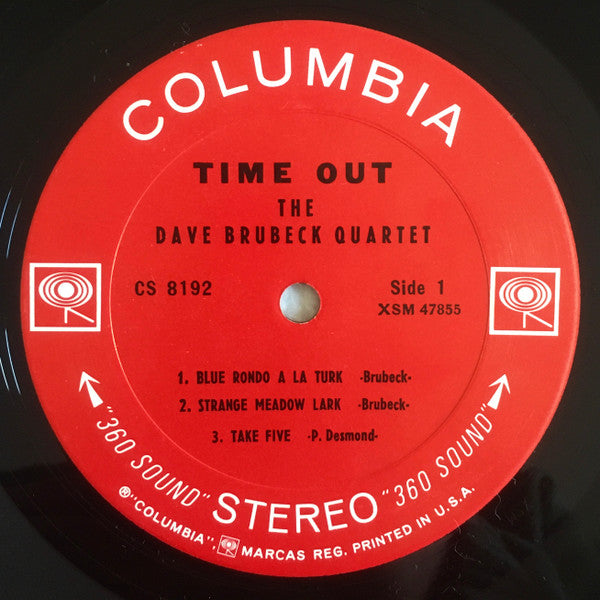 COLUMBIA
TIME OUT
THE
DAVE BRUBECK QUARTET
CS 8192
Side 1
XSM 47855
1. BLUE RONDO A LA TURK -Brubeck-
2. STRANGE MEADOW LARK -Brubeck-
3. TAKE FIVE -P. Desmond-
"360 SOUND" STEREO "360 SOUND"
®"COLUMBIA", MARCAS REG. PRINTED IN U.S.A.